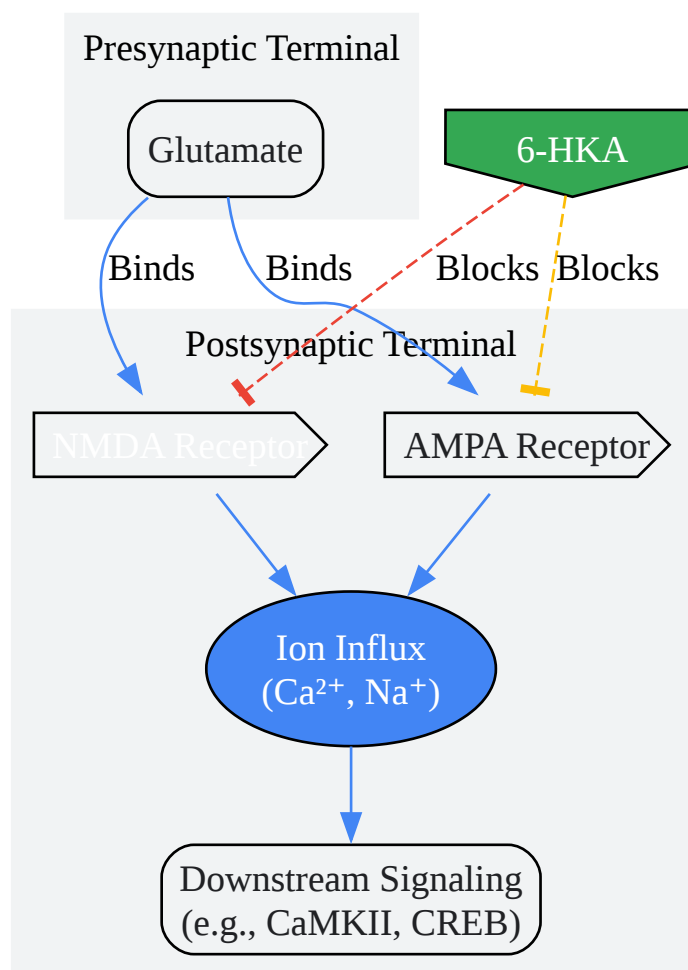 Presynaptic Terminal
Glutamate
6-HKA
Binds
Binds
Blocks
Blocks
Postsynaptic Terminal
NMDA Receptor
AMPA Receptor
Ion Influx
(Ca²⁺, Na⁺)
Downstream Signaling
(e.g., CaMKII, CREB)